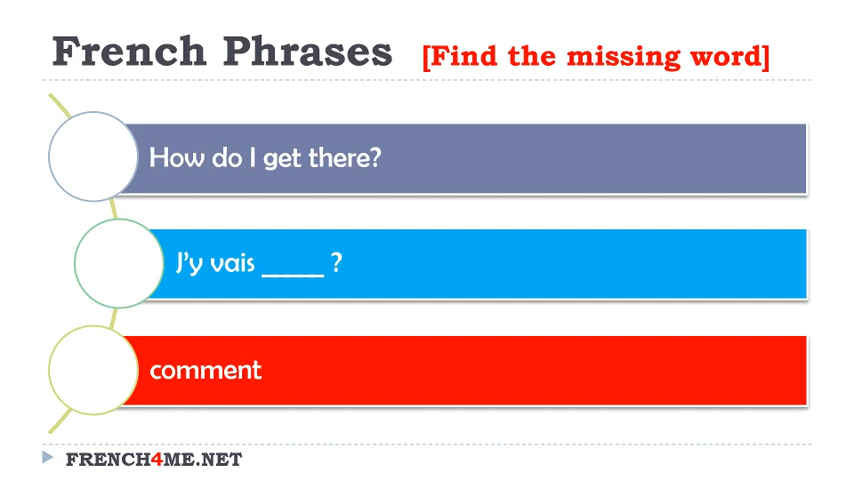 French Phrases [Find the missing word]
How do I get there?
J'y vais _____ ?
comment
FRENCH4ME.NET